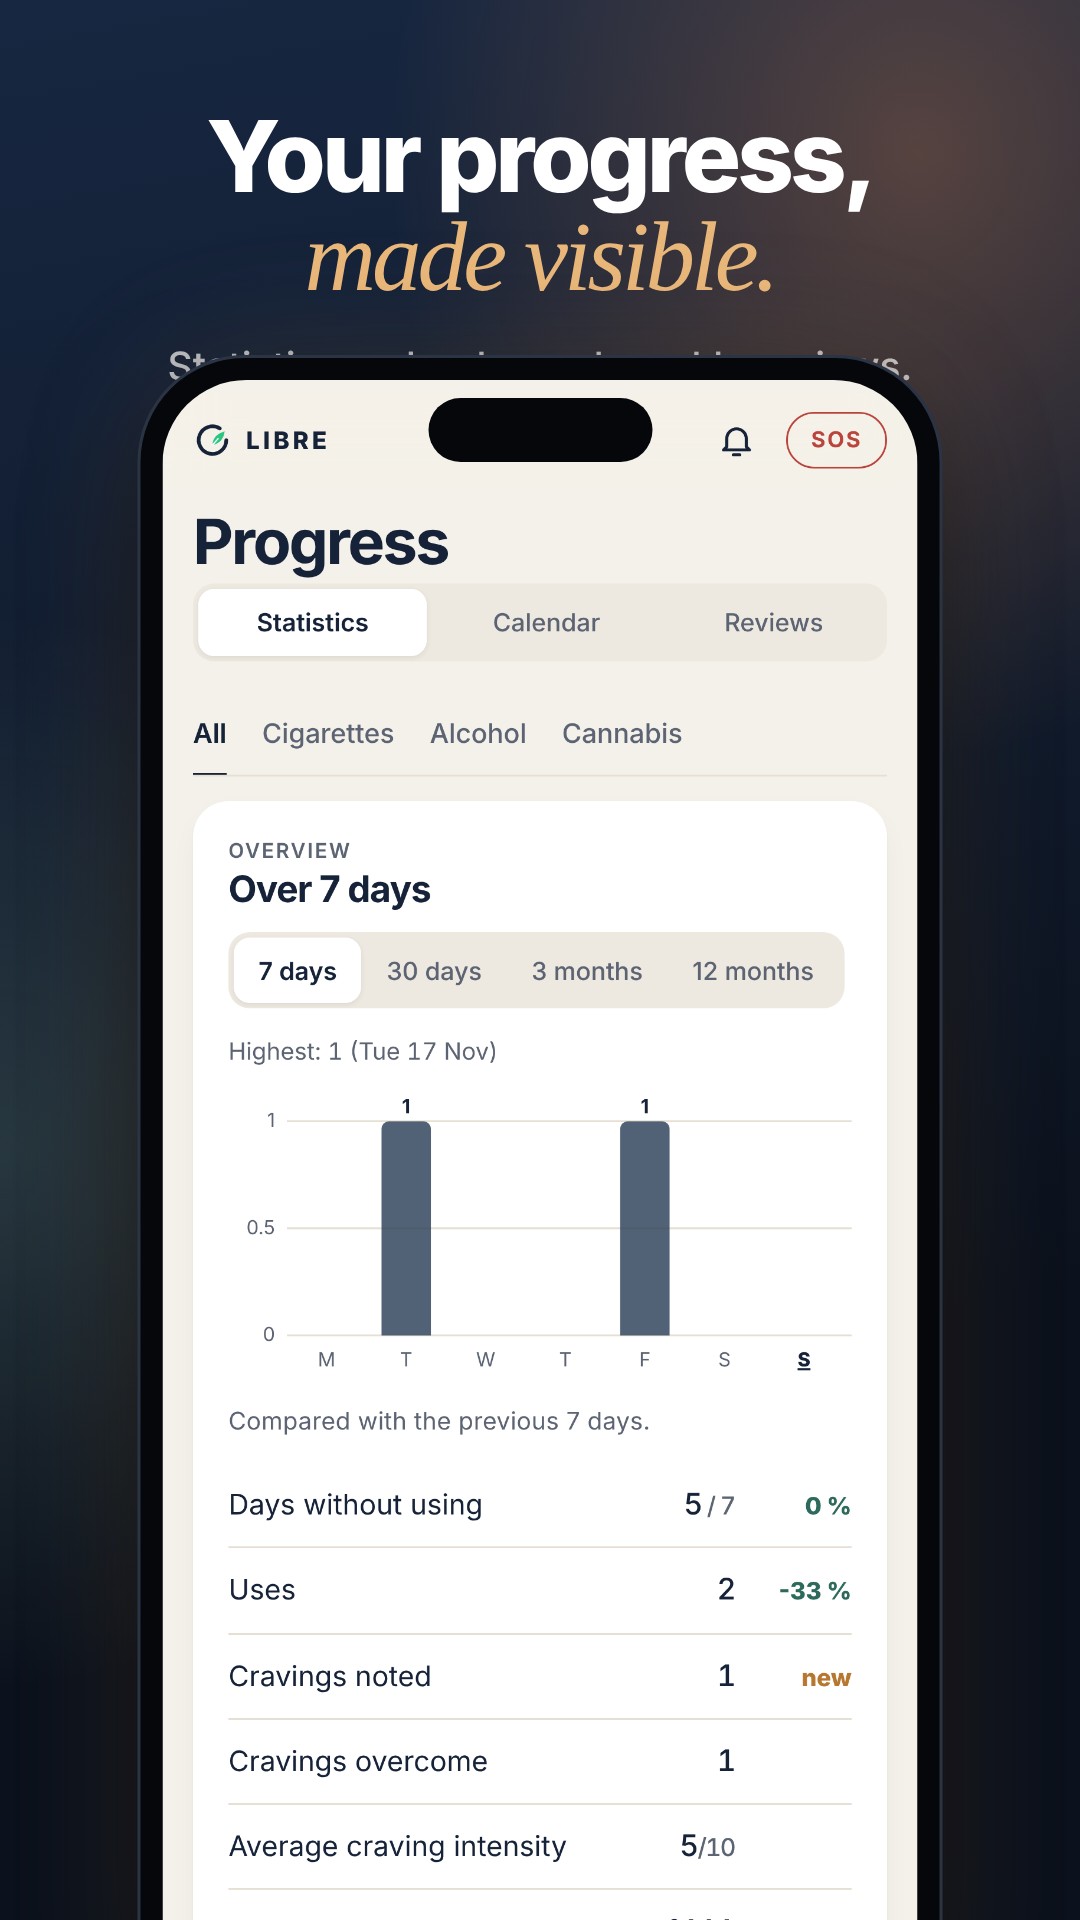 Your progress,
made visible.
LIBRE
SOS
Progress
Statistics Calendar Reviews
All Cigarettes Alcohol Cannabis
OVERVIEW
Over 7 days
7 days 30 days 3 months 12 months
Highest: 1 (Tue 17 Nov)
1 1
1
0.5
0
M T W T F S S
Compared with the previous 7 days.
Days without using 5 / 7 0 %
Uses 2 -33 %
Cravings noted 1 new
Cravings overcome 1
Average craving intensity 5/10